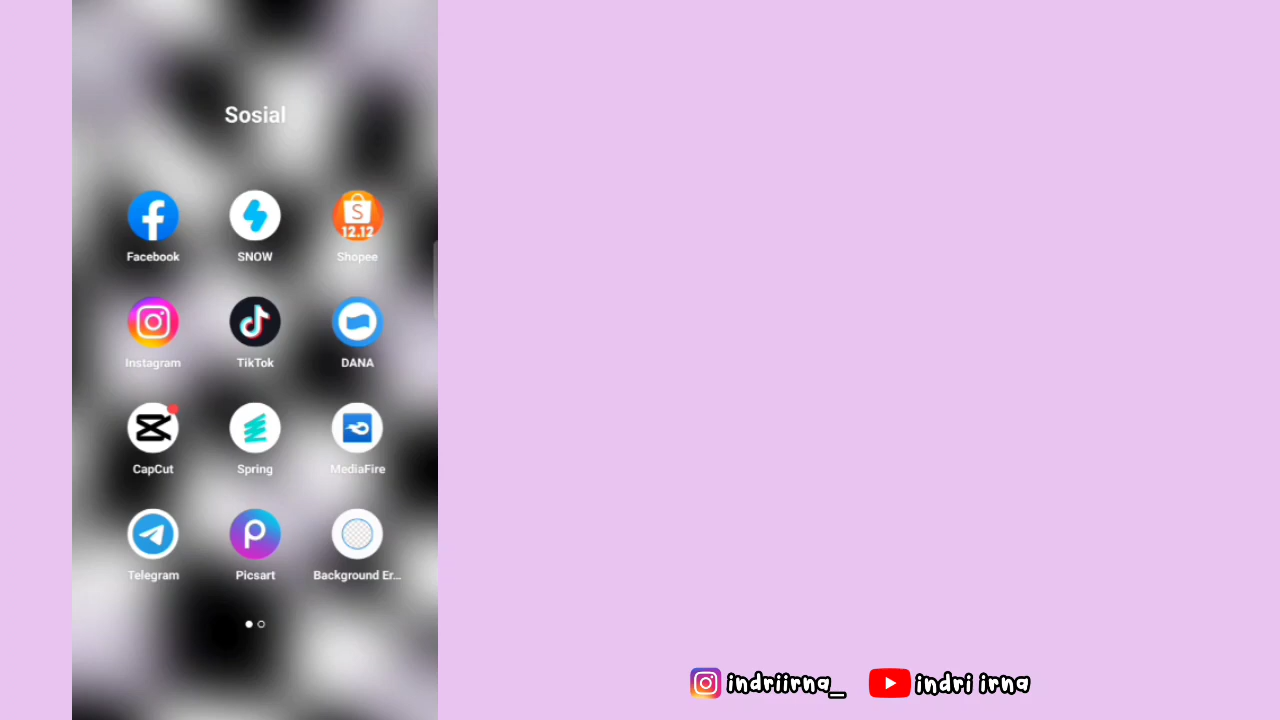 Sosial
Facebook SNOW Shopee
12.12
Instagram TikTok DANA
CapCut Spring MediaFire
Telegram Picsart Background Er...
indriirna_ indri irna